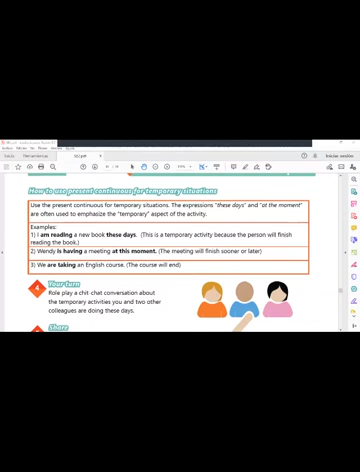 How to use present continuous for temporary situations
Use the present continuous for temporary situations. The expressions "these days" and "at the moment"
are often used to emphasize the "temporary" aspect of the activity.
Examples:
1) I am reading a new book these days. (This is a temporary activity because the person will finish
reading the book.)
2) Wendy is having a meeting at this moment. (The meeting will finish sooner or later)
3) We are taking an English course. (The course will end)
4 Your turn
Role play a chit-chat conversation about
the temporary activities you and two other
colleagues are doing these days.
Share